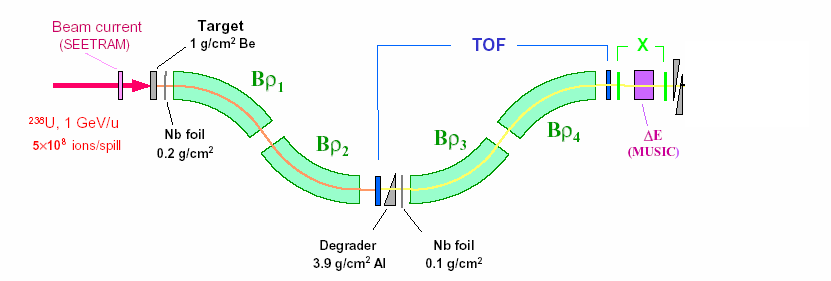 Beam current
(SEETRAM)
Target
1 g/cm² Be
TOF
X
Bρ₁
²³⁸U, 1 GeV/u
5×10⁸ ions/spill
Nb foil
0.2 g/cm²
Bρ₂
Bρ₃
Bρ₄
ΔE
(MUSIC)
Degrader
3.9 g/cm² Al
Nb foil
0.1 g/cm²